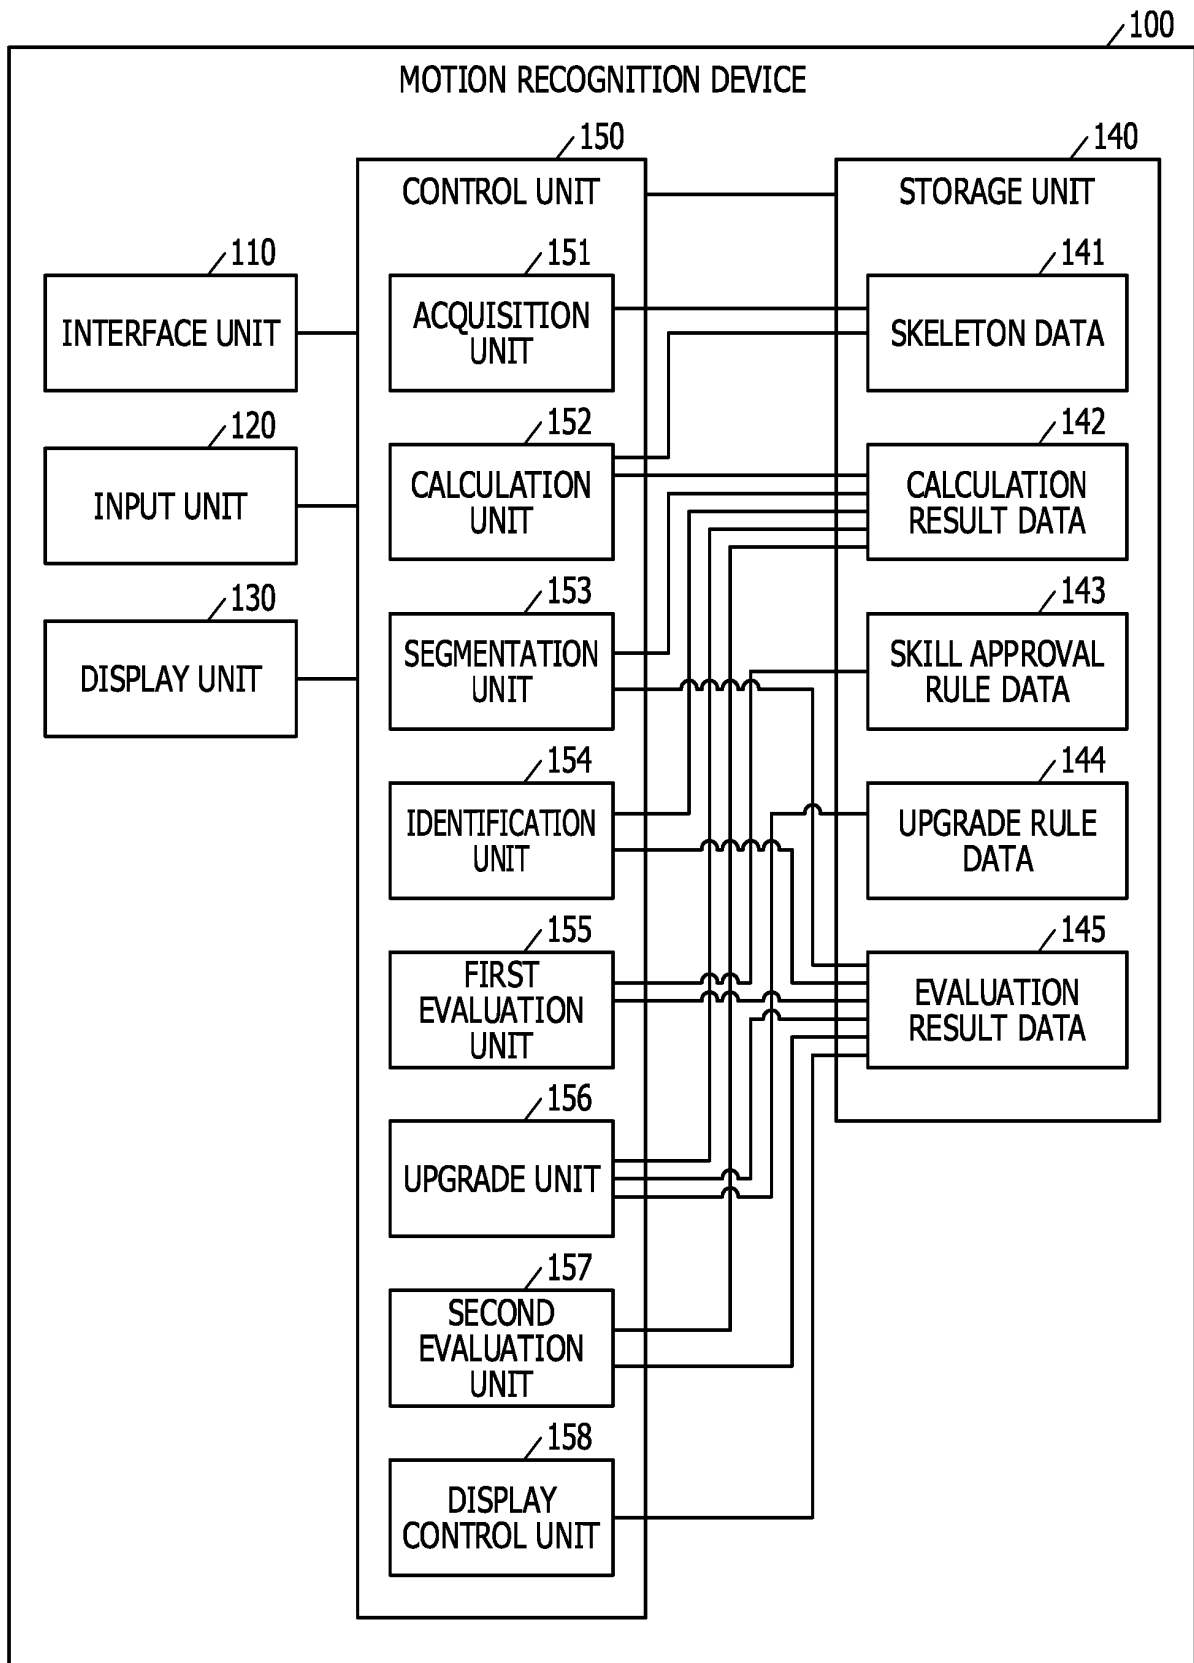 100
MOTION RECOGNITION DEVICE
150
CONTROL UNIT
140
STORAGE UNIT
110
INTERFACE UNIT
120
INPUT UNIT
130
DISPLAY UNIT
151
ACQUISITION
UNIT
152
CALCULATION
UNIT
153
SEGMENTATION
UNIT
154
IDENTIFICATION
UNIT
155
FIRST
EVALUATION
UNIT
156
UPGRADE UNIT
157
SECOND
EVALUATION
UNIT
158
DISPLAY
CONTROL UNIT
141
SKELETON DATA
142
CALCULATION
RESULT DATA
143
SKILL APPROVAL
RULE DATA
144
UPGRADE RULE
DATA
145
EVALUATION
RESULT DATA